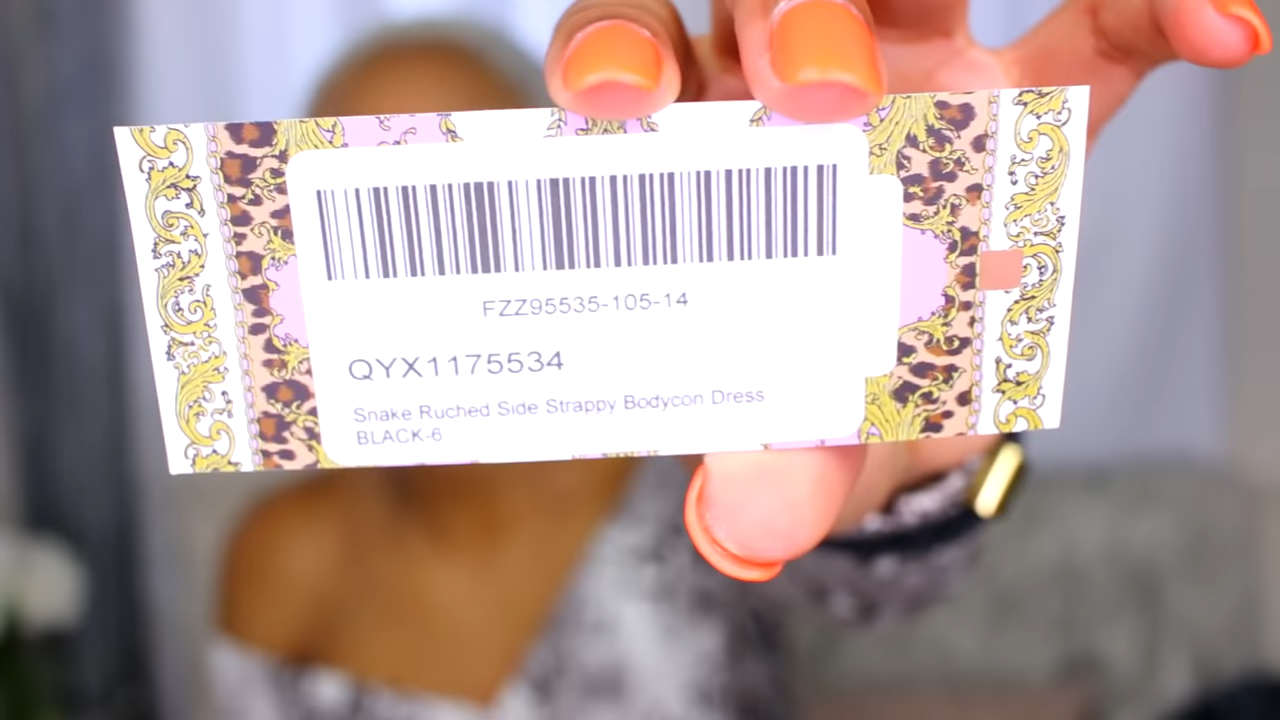 FZZ95535-105-14
QYX1175534
Snake Ruched Side Strappy Bodycon Dress
BLACK-6